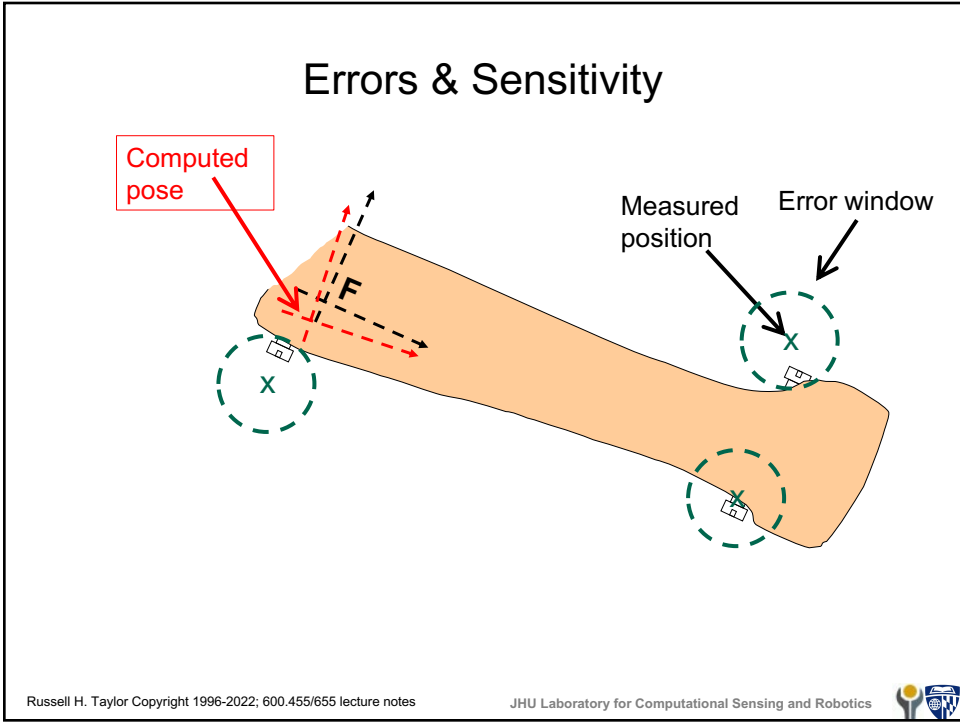 Errors & Sensitivity
Computed
pose
Measured
position
Error window
F
x
x
x
Russell H. Taylor Copyright 1996-2022; 600.455/655 lecture notes
JHU Laboratory for Computational Sensing and Robotics